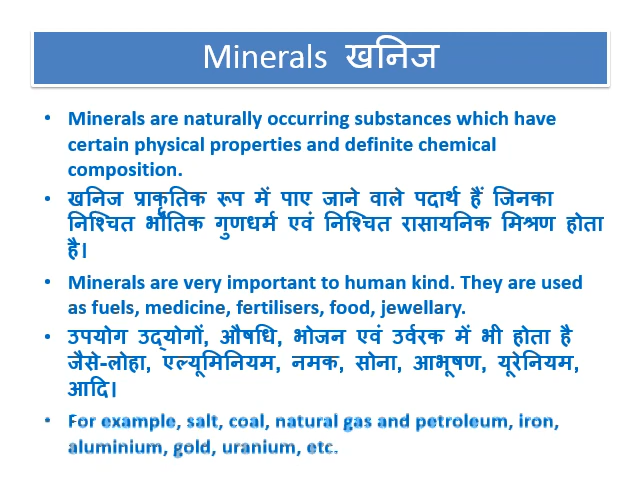 Minerals खनिज
• Minerals are naturally occurring substances which have
certain physical properties and definite chemical
composition.
• खनिज प्राकृतिक रूप में पाए जाने वाले पदार्थ हैं जिनका
निश्चित भौतिक गुणधर्म एवं निश्चित रासायनिक मिश्रण होता
है।
• Minerals are very important to human kind. They are used
as fuels, medicine, fertilisers, food, jewellary.
• उपयोग उद्योगों, औषधि, भोजन एवं उर्वरक में भी होता है
जैसे-लोहा, एल्यूमिनियम, नमक, सोना, आभूषण, यूरेनियम,
आदि।
• For example, salt, coal, natural gas and petroleum, iron,
aluminium, gold, uranium, etc.